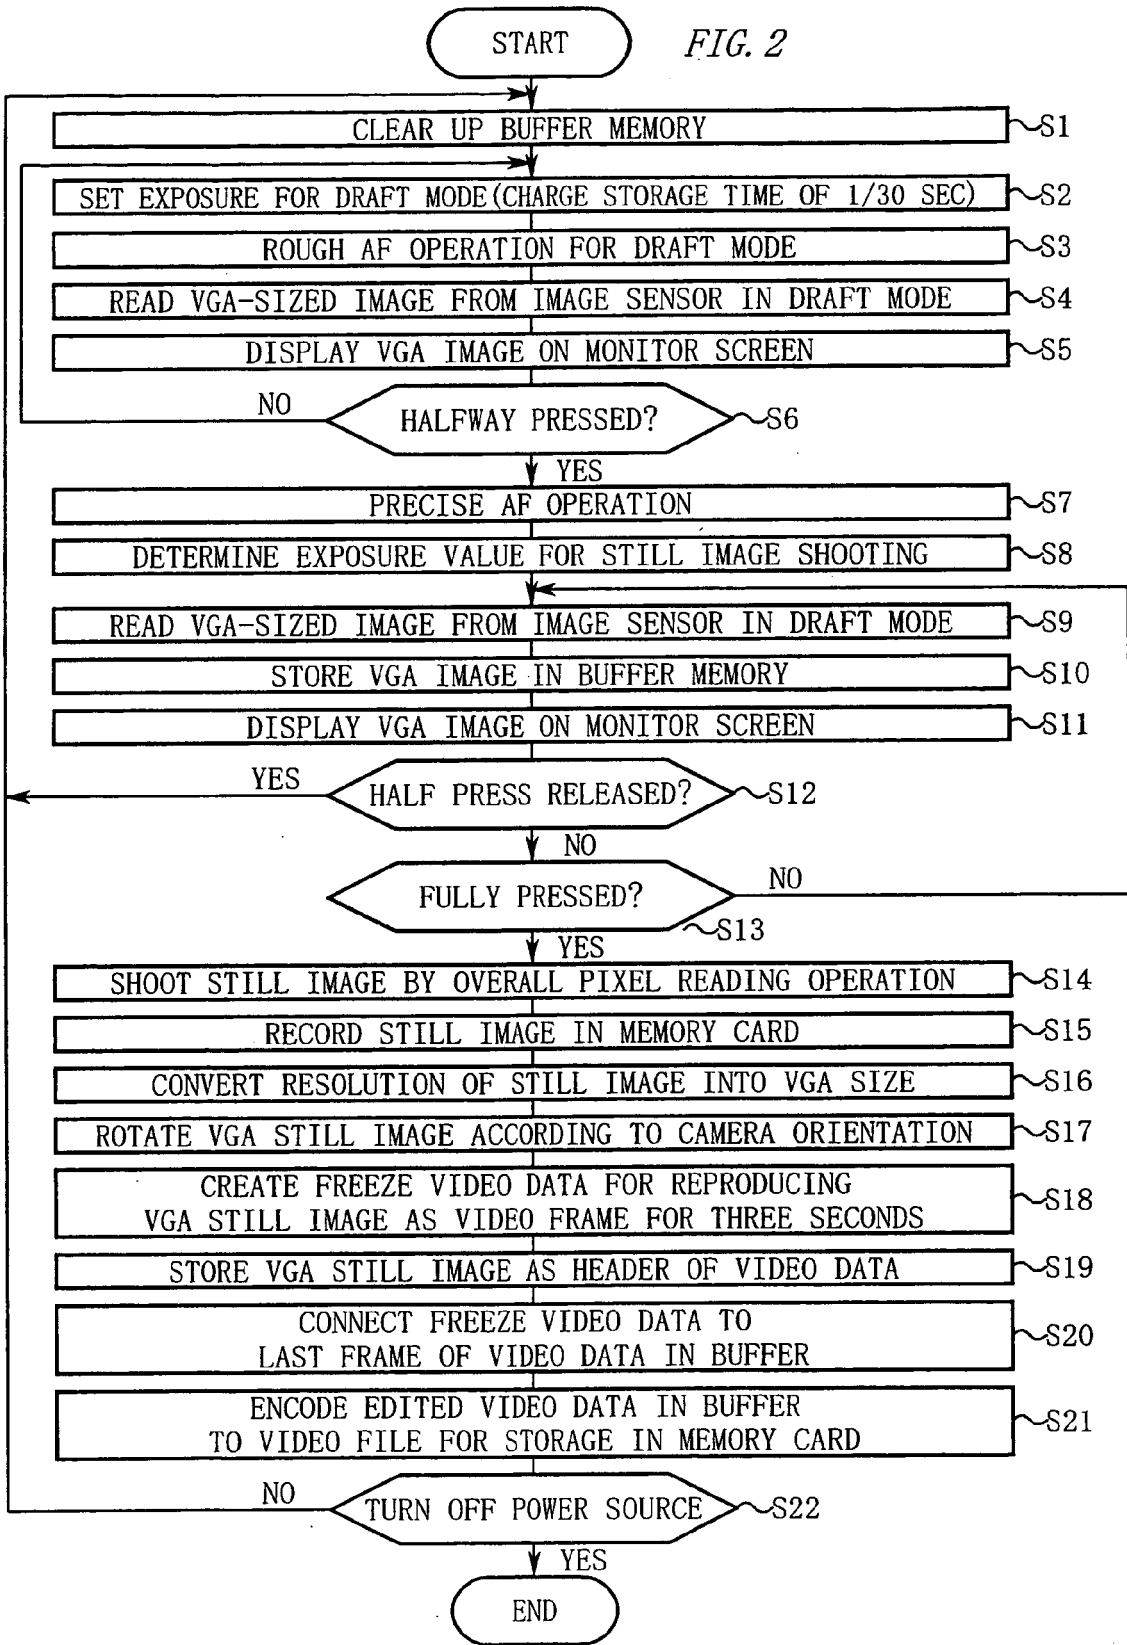 START
FIG. 2
CLEAR UP BUFFER MEMORY
S1
SET EXPOSURE FOR DRAFT MODE(CHARGE STORAGE TIME OF 1/30 SEC)
S2
ROUGH AF OPERATION FOR DRAFT MODE
S3
READ VGA-SIZED IMAGE FROM IMAGE SENSOR IN DRAFT MODE
S4
DISPLAY VGA IMAGE ON MONITOR SCREEN
S5
NO
HALFWAY PRESSED?
S6
YES
PRECISE AF OPERATION
S7
DETERMINE EXPOSURE VALUE FOR STILL IMAGE SHOOTING
S8
READ VGA-SIZED IMAGE FROM IMAGE SENSOR IN DRAFT MODE
S9
STORE VGA IMAGE IN BUFFER MEMORY
S10
DISPLAY VGA IMAGE ON MONITOR SCREEN
S11
YES
HALF PRESS RELEASED?
S12
NO
FULLY PRESSED?
NO
S13
YES
SHOOT STILL IMAGE BY OVERALL PIXEL READING OPERATION
S14
RECORD STILL IMAGE IN MEMORY CARD
S15
CONVERT RESOLUTION OF STILL IMAGE INTO VGA SIZE
S16
ROTATE VGA STILL IMAGE ACCORDING TO CAMERA ORIENTATION
S17
CREATE FREEZE VIDEO DATA FOR REPRODUCING
VGA STILL IMAGE AS VIDEO FRAME FOR THREE SECONDS
S18
STORE VGA STILL IMAGE AS HEADER OF VIDEO DATA
S19
CONNECT FREEZE VIDEO DATA TO
LAST FRAME OF VIDEO DATA IN BUFFER
S20
ENCODE EDITED VIDEO DATA IN BUFFER
TO VIDEO FILE FOR STORAGE IN MEMORY CARD
S21
NO
TURN OFF POWER SOURCE
S22
YES
END